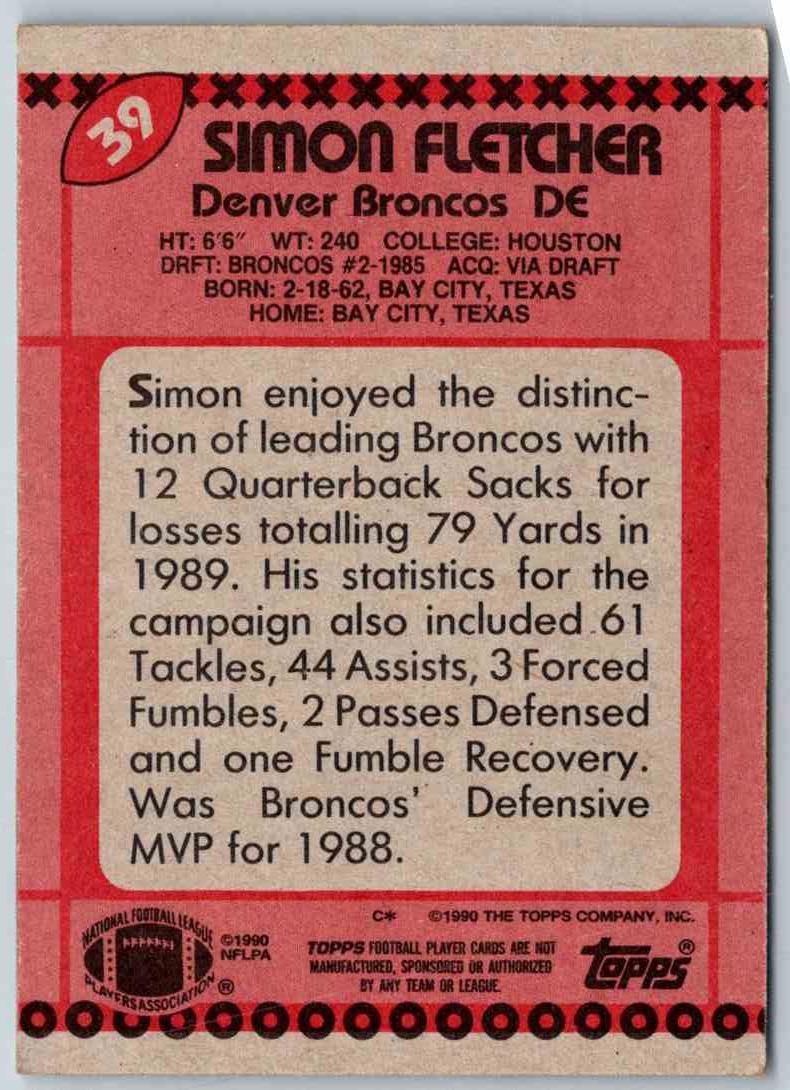 39
SIMON FLETCHER
Denver Broncos DE
HT: 6'6" WT: 240 COLLEGE: HOUSTON
DRFT: BRONCOS #2-1985 ACQ: VIA DRAFT
BORN: 2-18-62, BAY CITY, TEXAS
HOME: BAY CITY, TEXAS
Simon enjoyed the distinc-
tion of leading Broncos with
12 Quarterback Sacks for
losses totalling 79 Yards in
1989. His statistics for the
campaign also included 61
Tackles, 44 Assists, 3 Forced
Fumbles, 2 Passes Defensed
and one Fumble Recovery.
Was Broncos' Defensive
MVP for 1988.
NATIONAL FOOTBALL LEAGUE
PLAYERS ASSOCIATION ®
©1990
NFLPA
C* ©1990 THE TOPPS COMPANY, INC.
TOPPS FOOTBALL PLAYER CARDS ARE NOT
MANUFACTURED, SPONSORED OR AUTHORIZED
BY ANY TEAM OR LEAGUE.
topps®